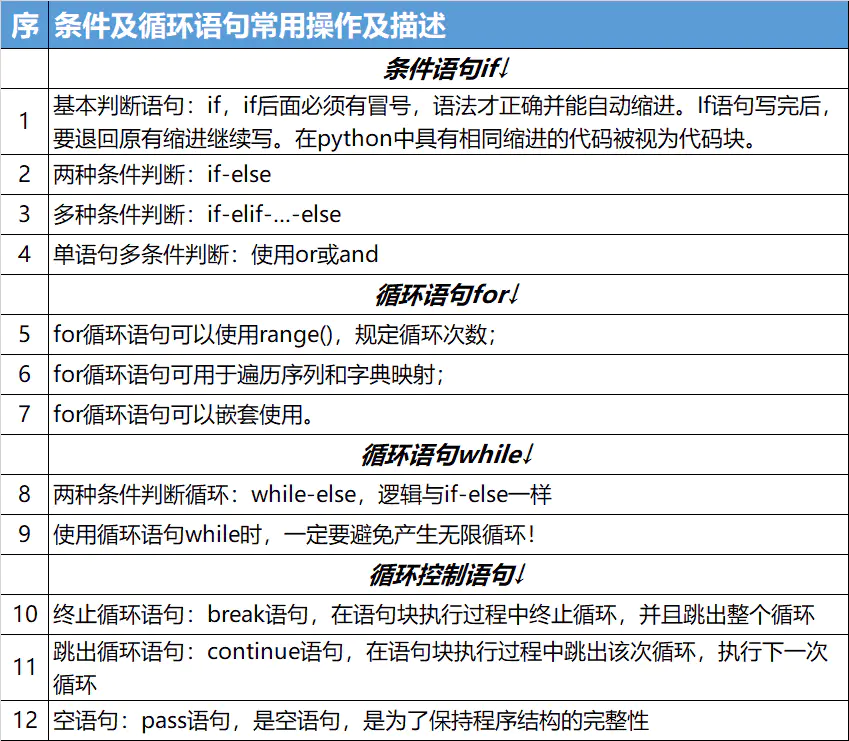 序 条件及循环语句常用操作及描述
条件语句if↓
1 基本判断语句：if，if后面必须有冒号，语法才正确并能自动缩进。If语句写完后，
要退回原有缩进继续写。在python中具有相同缩进的代码被视为代码块。
2 两种条件判断：if-else
3 多种条件判断：if-elif-...-else
4 单语句多条件判断：使用or或and
循环语句for↓
5 for循环语句可以使用range()，规定循环次数；
6 for循环语句可用于遍历序列和字典映射；
7 for循环语句可以嵌套使用。
循环语句while↓
8 两种条件判断循环：while-else，逻辑与if-else一样
9 使用循环语句while时，一定要避免产生无限循环！
循环控制语句↓
10 终止循环语句：break语句，在语句块执行过程中终止循环，并且跳出整个循环
11 跳出循环语句：continue语句，在语句块执行过程中跳出该次循环，执行下一次
循环
12 空语句：pass语句，是空语句，是为了保持程序结构的完整性